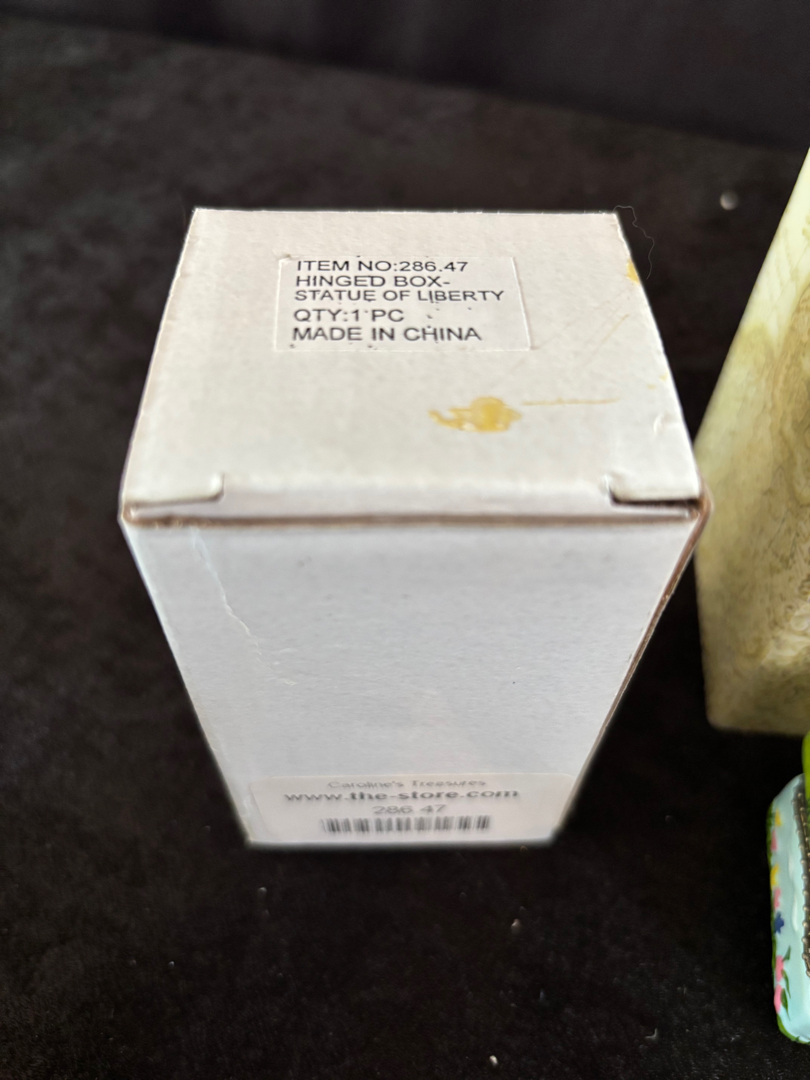 ITEM NO:286.47
HINGED BOX-
STATUE OF LIBERTY
QTY:1 PC
MADE IN CHINA
Caroline's Treasures
www.the-store.com
286.47